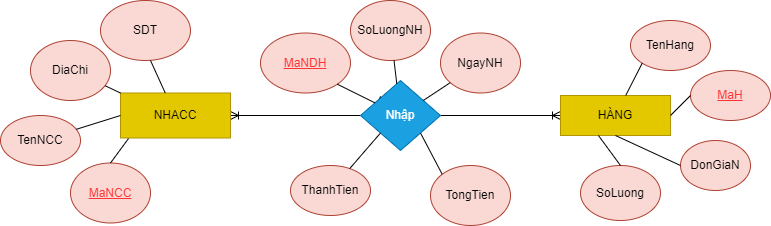 SDT
SoLuongNH
TenHang
DiaChi
MaNDH
NgayNH
MaH
NHACC
Nhập
HÀNG
TenNCC
DonGiaN
MaNCC
ThanhTien
TongTien
SoLuong